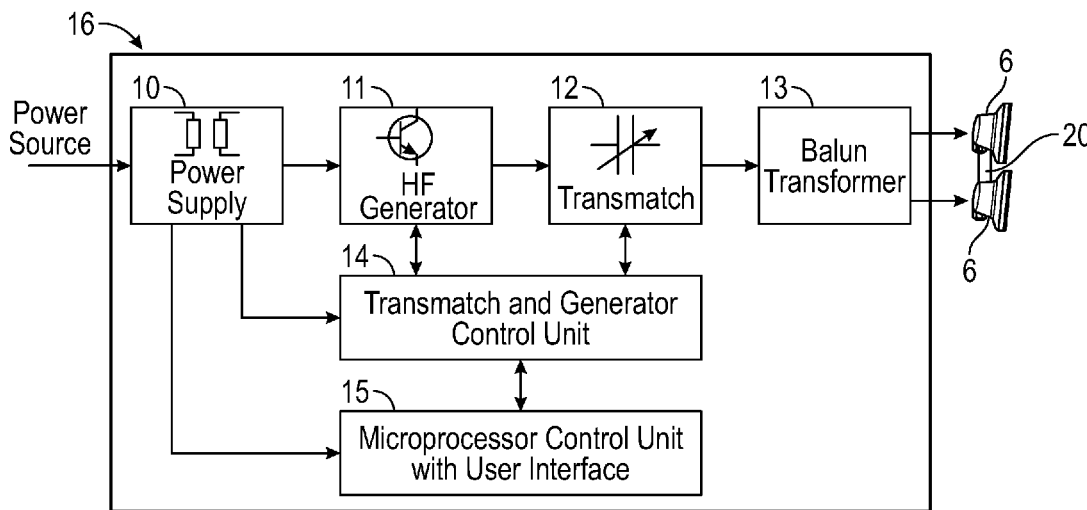 16
Power
Source
10
Power
Supply
11
HF
Generator
12
Transmatch
13
Balun
Transformer
6
20
6
14
Transmatch and Generator
Control Unit
15
Microprocessor Control Unit
with User Interface